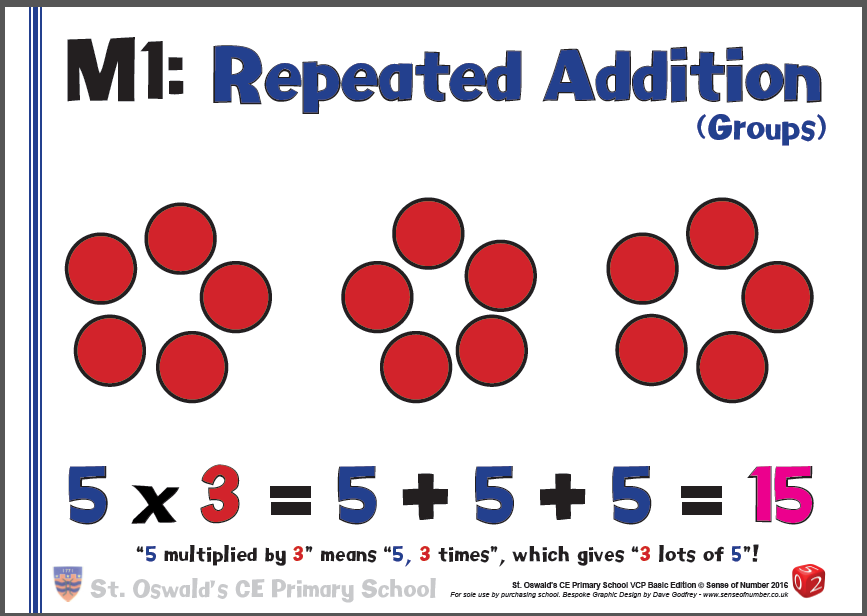 M1: Repeated Addition
(Groups)
5 x 3 = 5 + 5 + 5 = 15
“5 multiplied by 3” means “5, 3 times”, which gives “3 lots of 5”!
St. Oswald's CE Primary School
St. Oswald's CE Primary School VCP Basic Edition © Sense of Number 2016
For sole use by purchasing school. Bespoke Graphic Design by Dave Godfrey - www.senseofnumber.co.uk